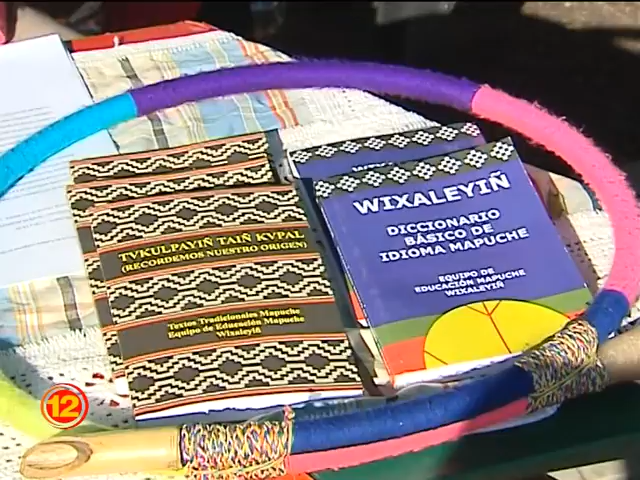 TVKULPAYIÑ TAIÑ KVPAL
(RECORDEMOS NUESTRO ORIGEN)
Textos Tradicionales Mapuche
Equipo de Educación Mapuche
Wixaleyiñ
WIXALEYIÑ
DICCIONARIO
BÁSICO DE
IDIOMA MAPUCHE
EQUIPO DE
EDUCACIÓN MAPUCHE
WIXALEYIÑ
12